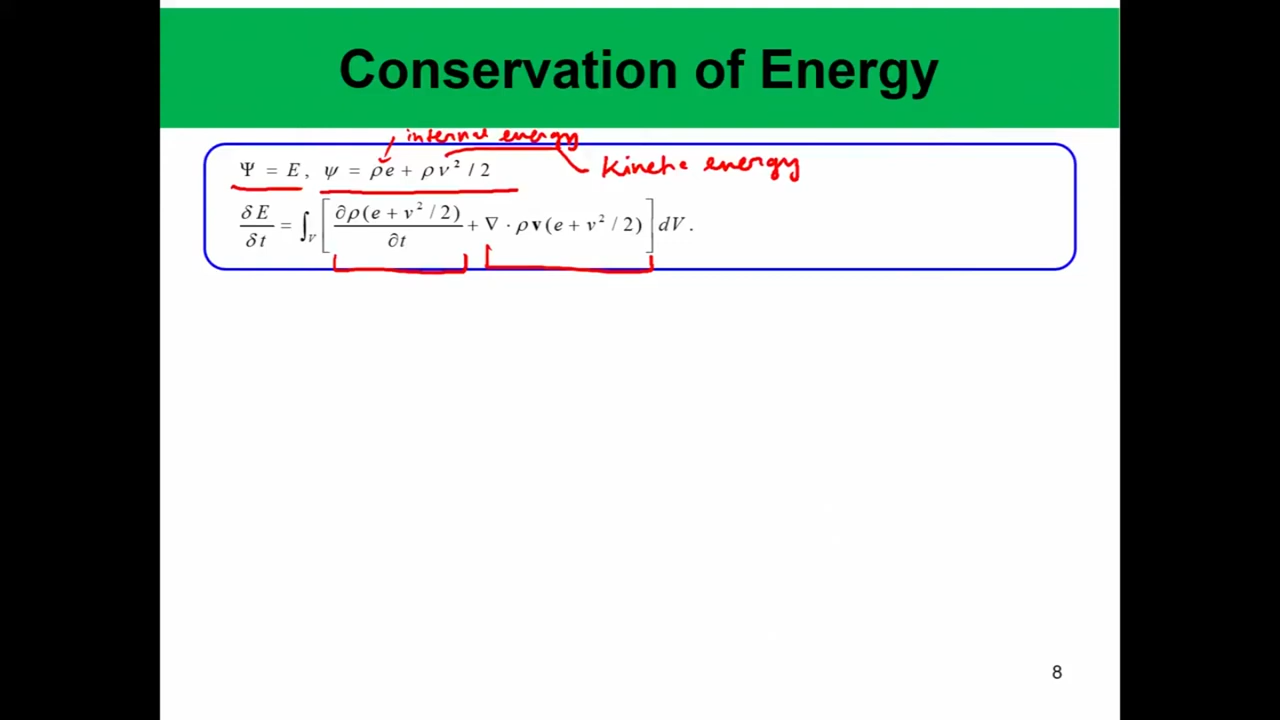 Conservation of Energy
internal energy
Ψ = E, ψ = ρe + ρv² / 2
Kinetic energy
δE/δt = ∫_V [ ∂ρ(e + v² / 2)/∂t + ∇ · ρ𝐯(e + v² / 2) ] dV.
8